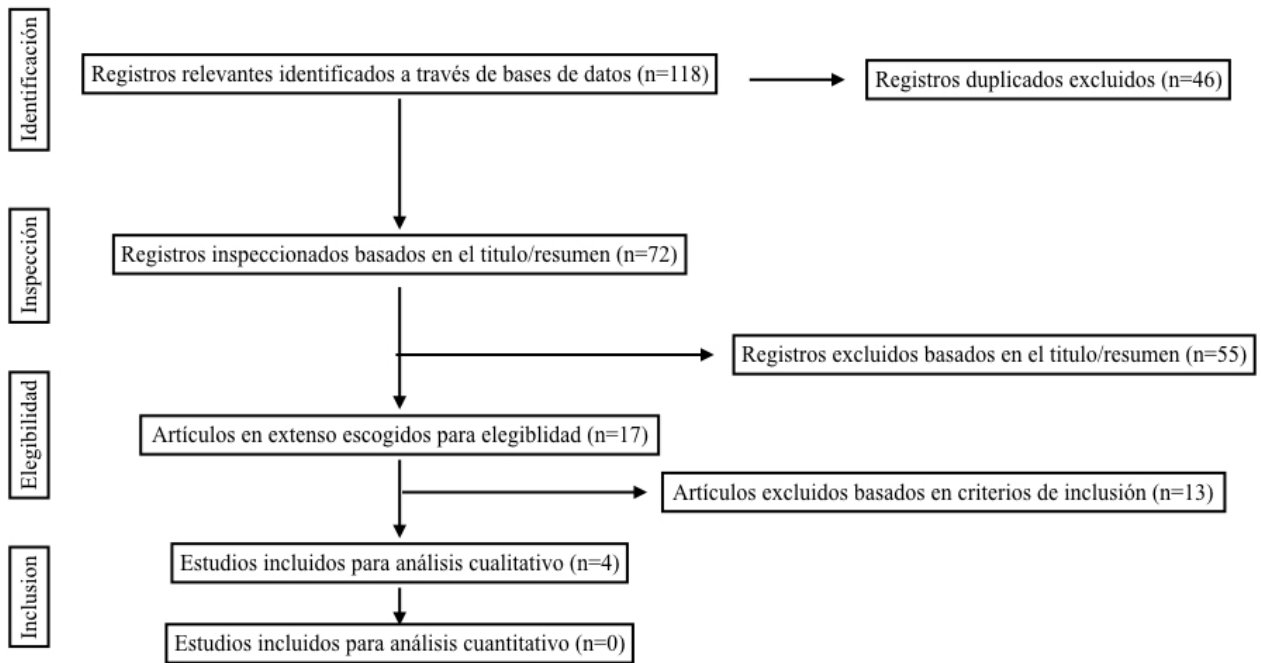 Identificación
Registros relevantes identificados a través de bases de datos (n=118)
Registros duplicados excluidos (n=46)
Inspección
Registros inspeccionados basados en el titulo/resumen (n=72)
Registros excluidos basados en el titulo/resumen (n=55)
Elegibilidad
Artículos en extenso escogidos para elegiblidad (n=17)
Artículos excluidos basados en criterios de inclusión (n=13)
Inclusion
Estudios incluidos para análisis cualitativo (n=4)
Estudios incluidos para análisis cuantitativo (n=0)